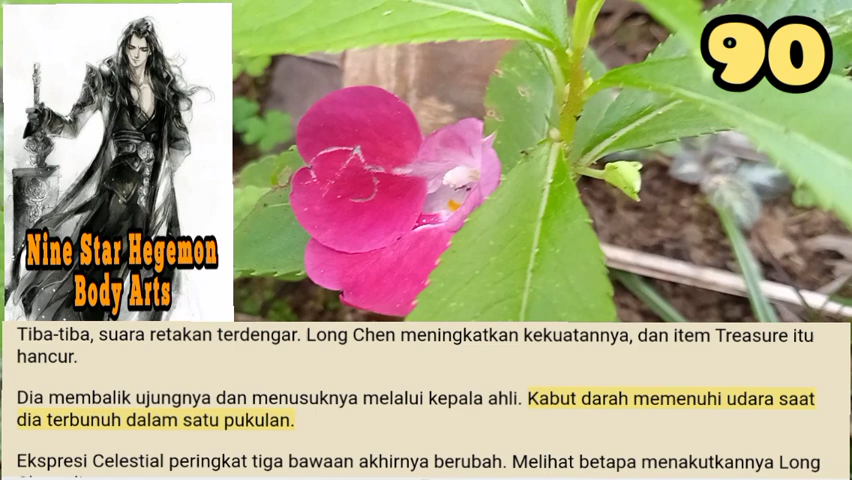 90
Nine Star Hegemon
Body Arts
Tiba-tiba, suara retakan terdengar. Long Chen meningkatkan kekuatannya, dan item Treasure itu
hancur.
Dia membalik ujungnya dan menusuknya melalui kepala ahli. Kabut darah memenuhi udara saat
dia terbunuh dalam satu pukulan.
Ekspresi Celestial peringkat tiga bawaan akhirnya berubah. Melihat betapa menakutkannya Long